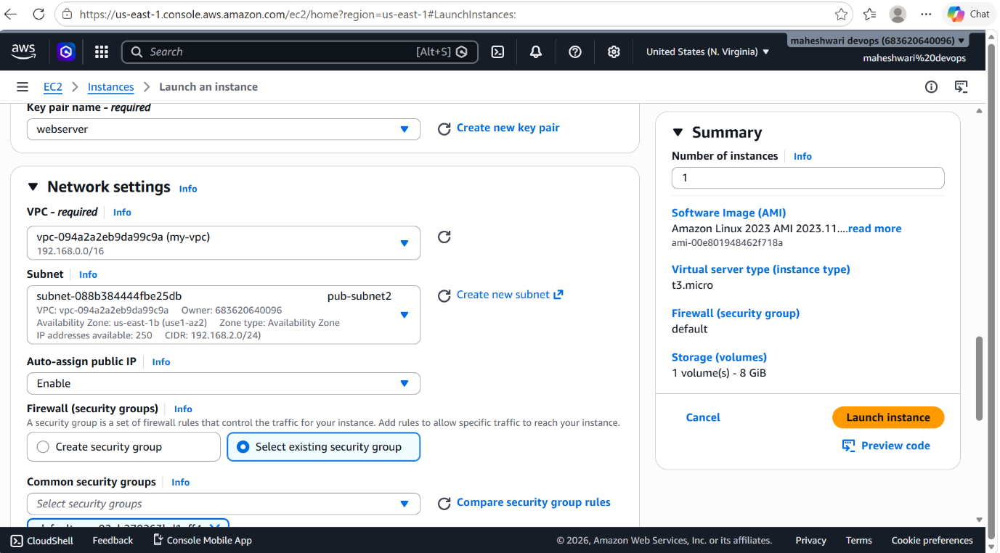 https://us-east-1.console.aws.amazon.com/ec2/home?region=us-east-1#LaunchInstances:
Chat
aws
Search
[Alt+S]
United States (N. Virginia)
maheshwari devops (683620640096)
maheshwari%20devops
EC2
Instances
Launch an instance
Key pair name - required
webserver
Create new key pair
Network settings Info
VPC - required Info
vpc-094a2a2eb9da99c9a (my-vpc)
192.168.0.0/16
Subnet Info
subnet-088b384444fbe25db pub-subnet2
VPC: vpc-094a2a2eb9da99c9a Owner: 683620640096
Availability Zone: us-east-1b (use1-az2) Zone type: Availability Zone
IP addresses available: 250 CIDR: 192.168.2.0/24)
Create new subnet
Auto-assign public IP Info
Enable
Firewall (security groups) Info
A security group is a set of firewall rules that control the traffic for your instance. Add rules to allow specific traffic to reach your instance.
Create security group
Select existing security group
Common security groups Info
Select security groups
Compare security group rules
Summary
Number of instances Info
1
Software Image (AMI)
Amazon Linux 2023 AMI 2023.11....read more
ami-00e801948462f718a
Virtual server type (instance type)
t3.micro
Firewall (security group)
default
Storage (volumes)
1 volume(s) - 8 GiB
Cancel
Launch instance
Preview code
CloudShell
Feedback
Console Mobile App
© 2026, Amazon Web Services, Inc. or its affiliates.
Privacy
Terms
Cookie preferences